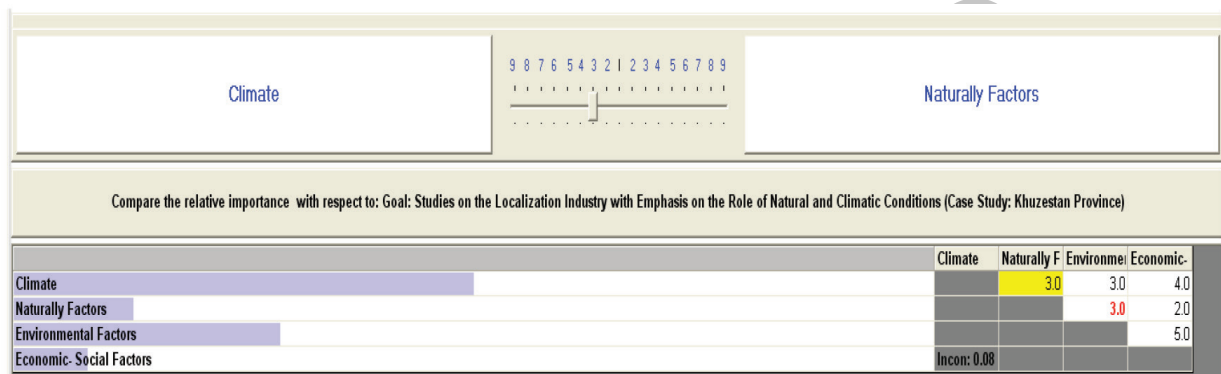 9 8 7 6 5 4 3 2 1 2 3 4 5 6 7 8 9
Climate
Naturally Factors
Compare the relative importance with respect to: Goal: Studies on the Localization Industry with Emphasis on the Role of Natural and Climatic Conditions (Case Study: Khuzestan Province)
Climate Naturally F Environme Economic-
Climate 3.0 3.0 4.0
Naturally Factors 3.0 2.0
Environmental Factors 5.0
Economic- Social Factors Incon: 0.08